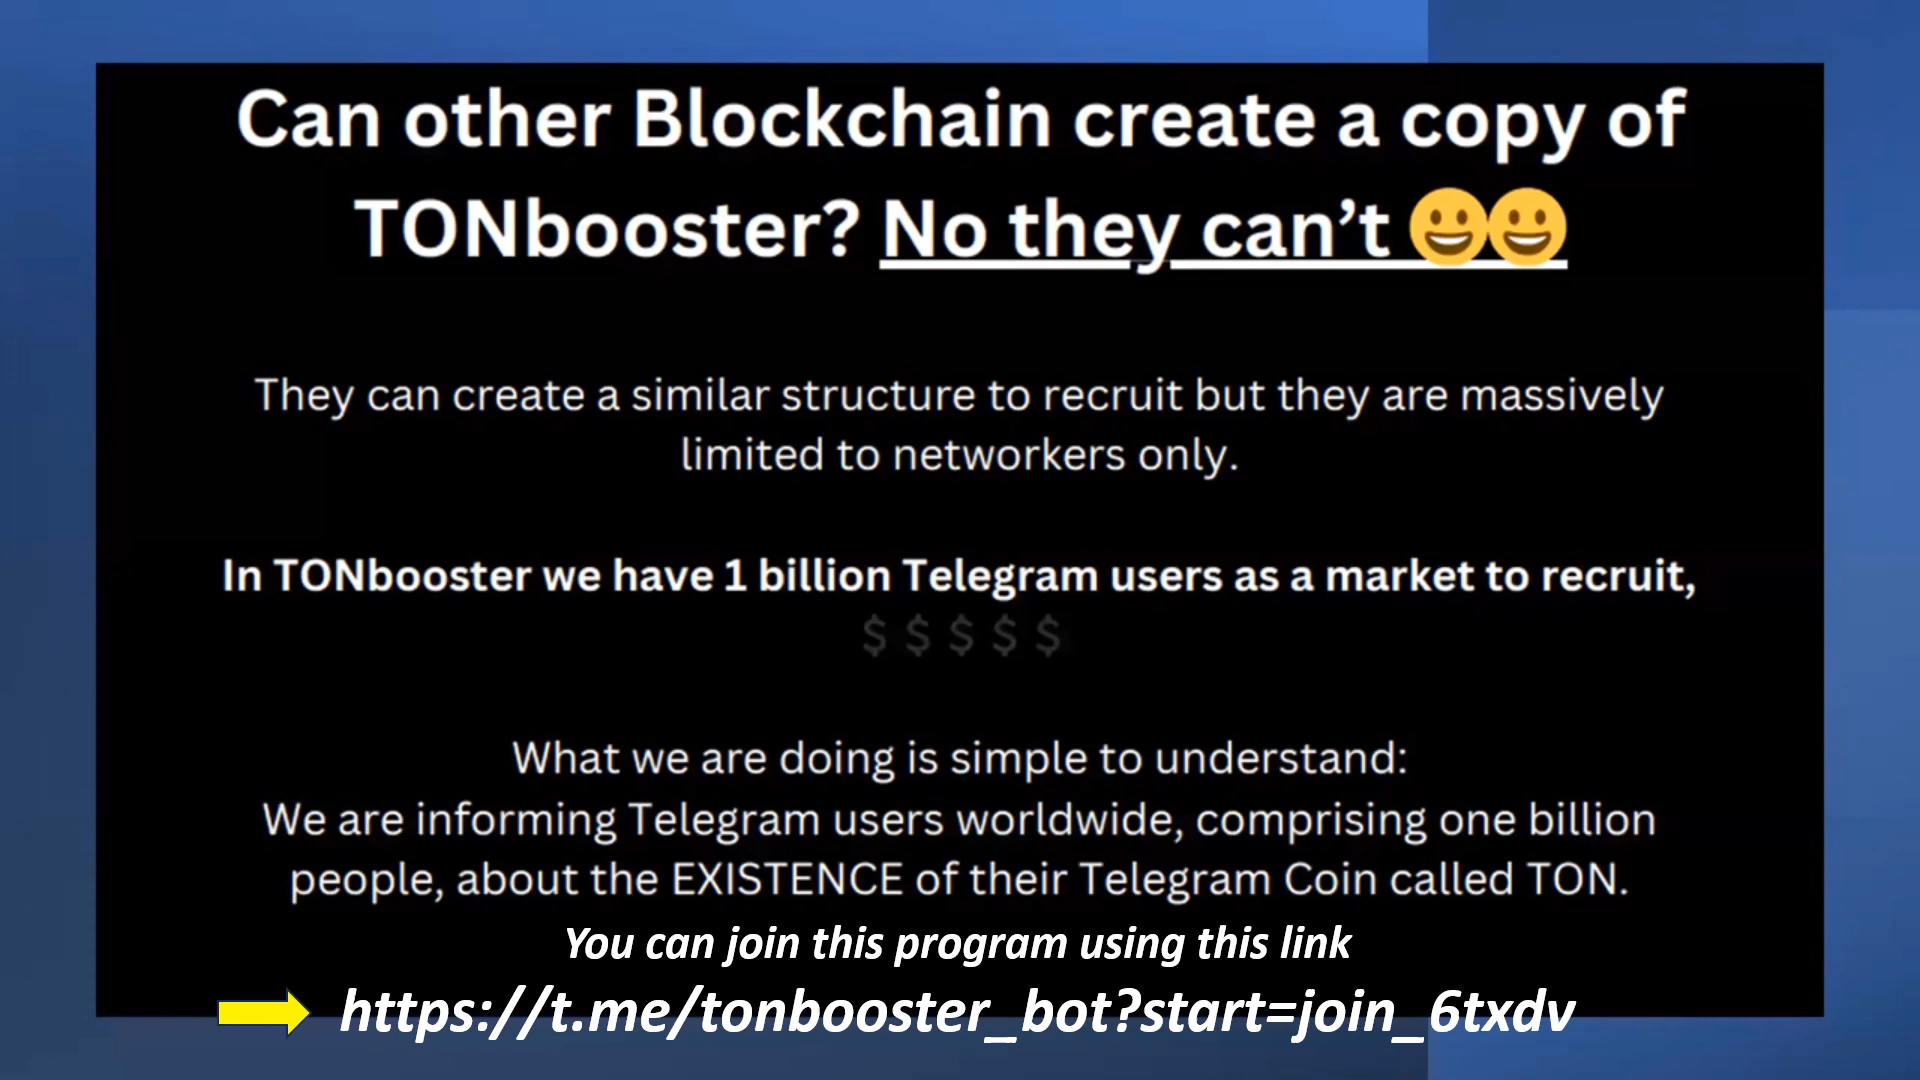 Can other Blockchain create a copy of
TONbooster? No they can't 😀😀
They can create a similar structure to recruit but they are massively
limited to networkers only.
In TONbooster we have 1 billion Telegram users as a market to recruit,
$ $ $ $ $
What we are doing is simple to understand:
We are informing Telegram users worldwide, comprising one billion
people, about the EXISTENCE of their Telegram Coin called TON.
You can join this program using this link
https://t.me/tonbooster_bot?start=join_6txdv